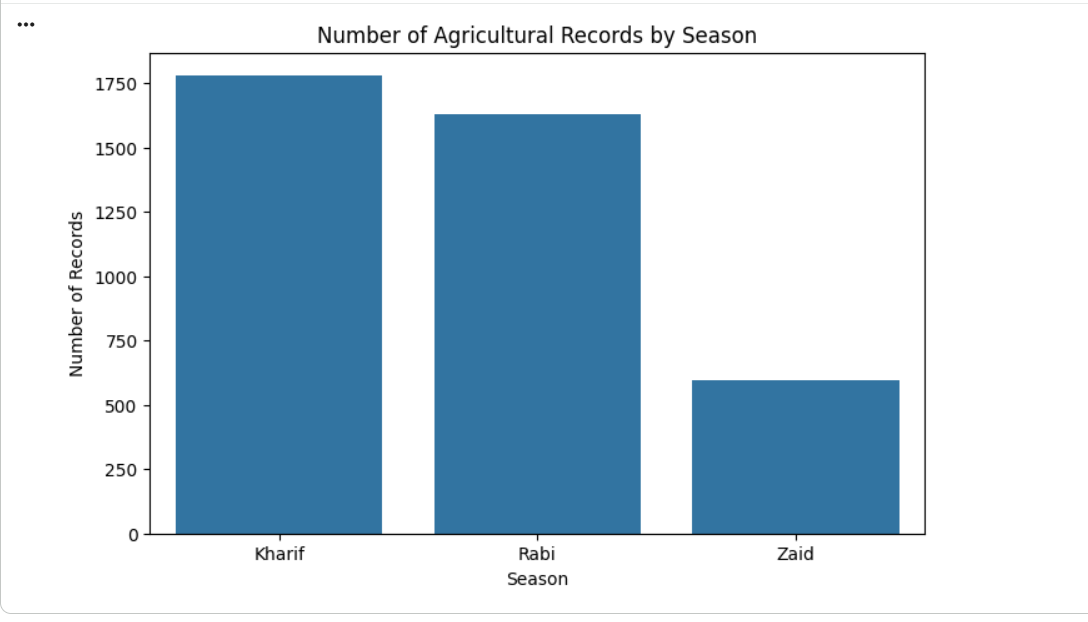 ...
Number of Agricultural Records by Season
Number of Records
1750
1500
1250
1000
750
500
250
0
Kharif
Rabi
Zaid
Season